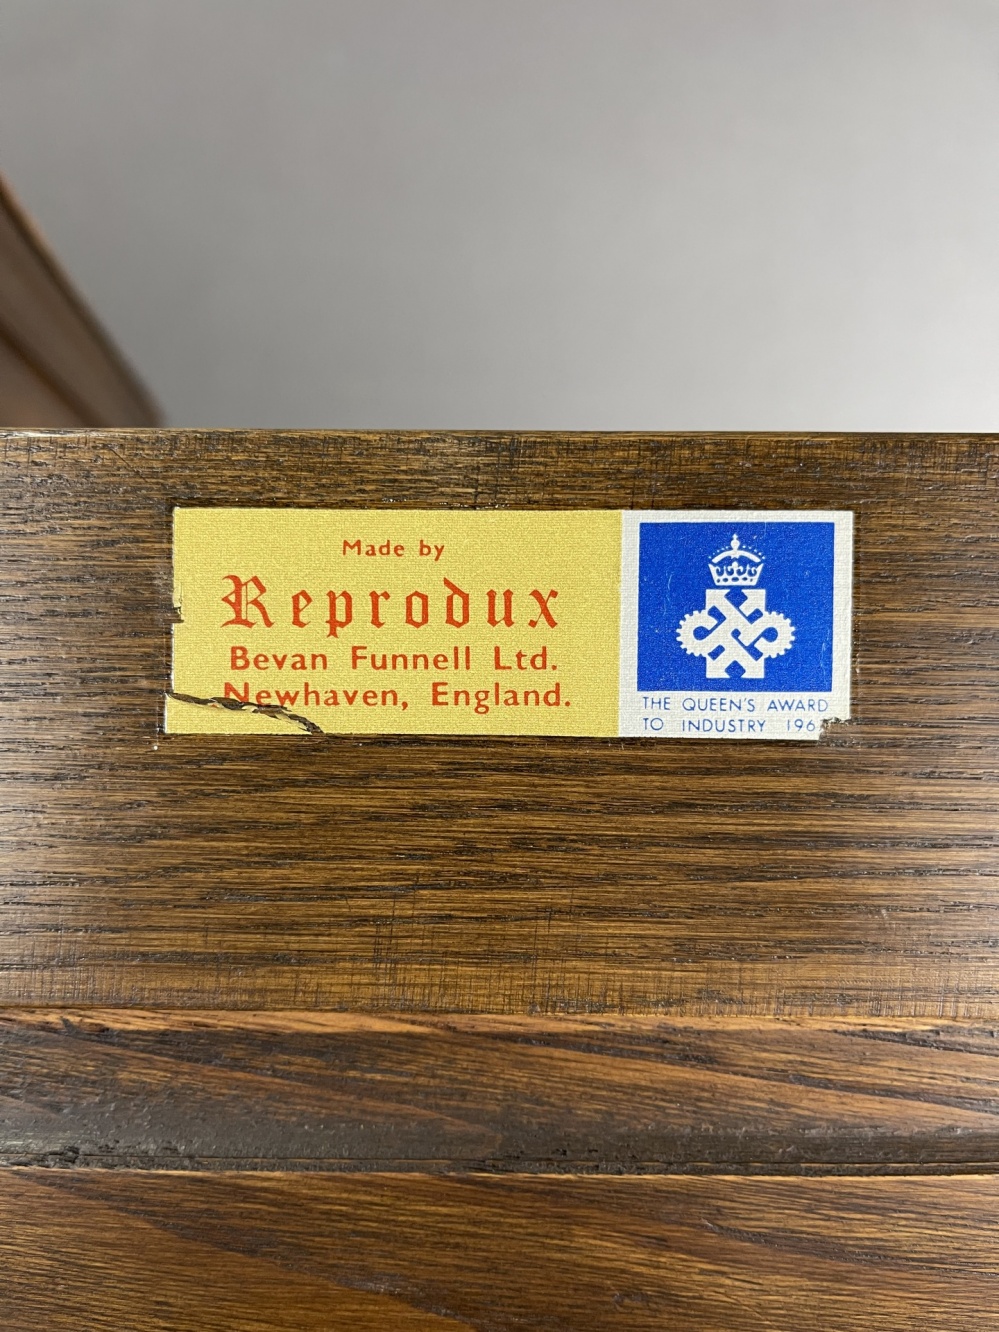 Made by
Reprodux
Bevan Funnell Ltd.
Newhaven, England.
THE QUEEN'S AWARD
TO INDUSTRY